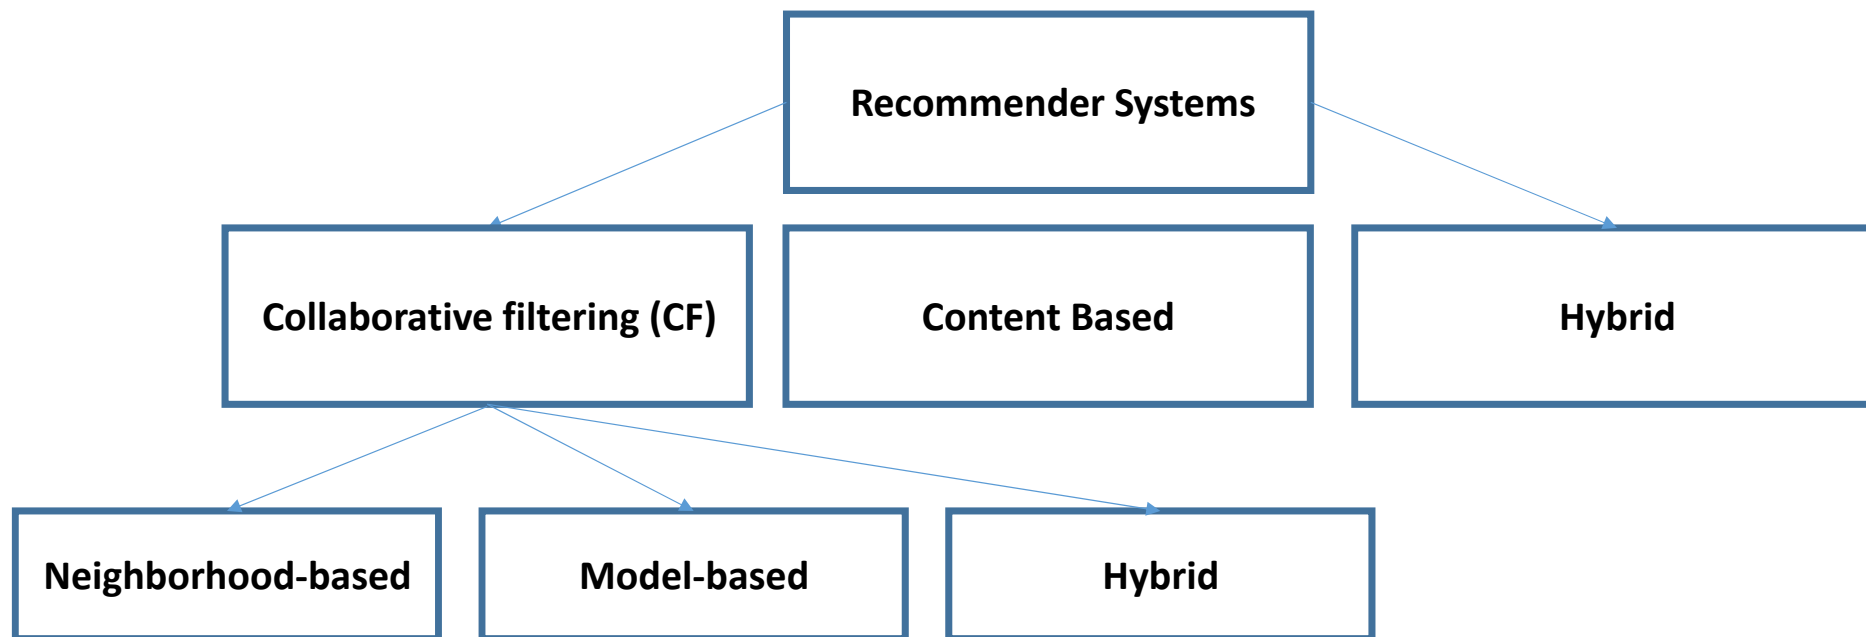 Recommender Systems
Collaborative filtering (CF)
Content Based
Hybrid
Neighborhood-based
Model-based
Hybrid